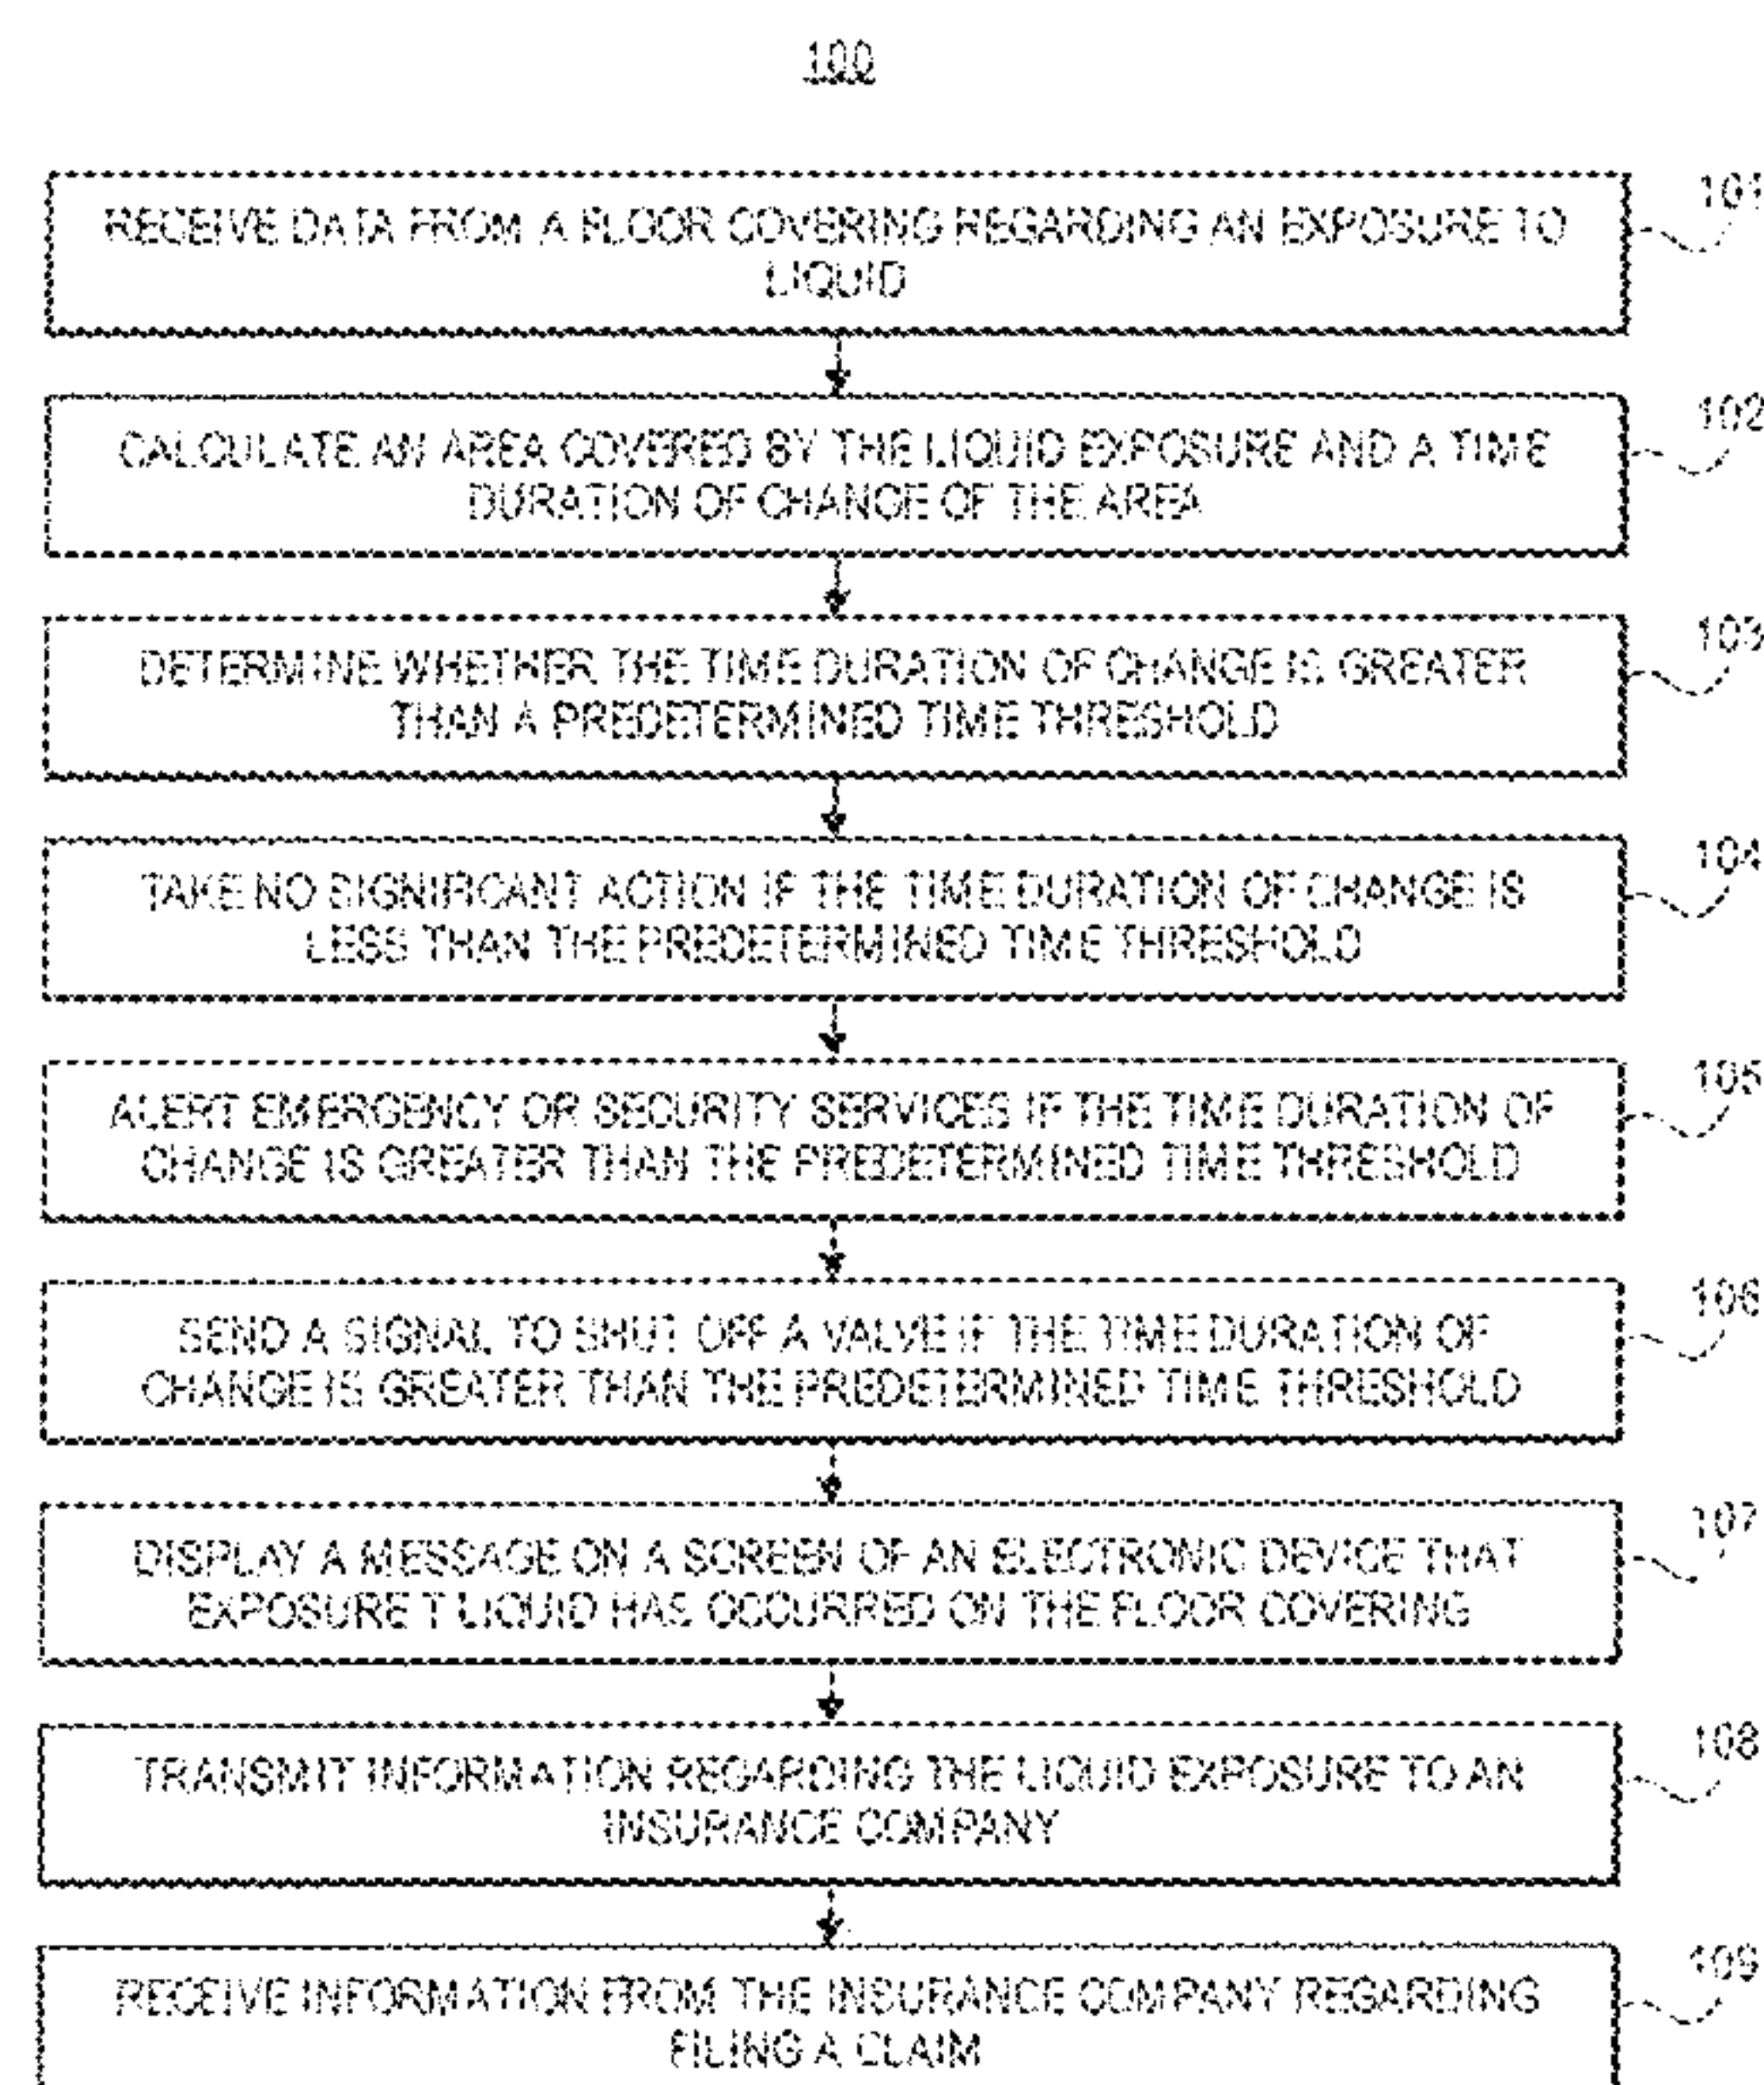 100
RECEIVE DATA FROM A FLOOR COVERING REGARDING AN EXPOSURE TO
LIQUID
101
CALCULATE AN AREA COVERED BY THE LIQUID EXPOSURE AND A TIME
DURATION OF CHANGE OF THE AREA
102
DETERMINE WHETHER THE TIME DURATION OF CHANGE IS GREATER
THAN A PREDETERMINED TIME THRESHOLD
103
TAKE NO SIGNIFICANT ACTION IF THE TIME DURATION OF CHANGE IS
LESS THAN THE PREDETERMINED TIME THRESHOLD
104
ALERT EMERGENCY OR SECURITY SERVICES IF THE TIME DURATION OF
CHANGE IS GREATER THAN THE PREDETERMINED TIME THRESHOLD
105
SEND A SIGNAL TO SHUT OFF A VALVE IF THE TIME DURATION OF
CHANGE IS GREATER THAN THE PREDETERMINED TIME THRESHOLD
106
DISPLAY A MESSAGE ON A SCREEN OF AN ELECTRONIC DEVICE THAT
EXPOSURE T LIQUID HAS OCCURRED ON THE FLOOR COVERING
107
TRANSMIT INFORMATION REGARDING THE LIQUID EXPOSURE TO AN
INSURANCE COMPANY
108
RECEIVE INFORMATION FROM THE INSURANCE COMPANY REGARDING
FILING A CLAIM
109